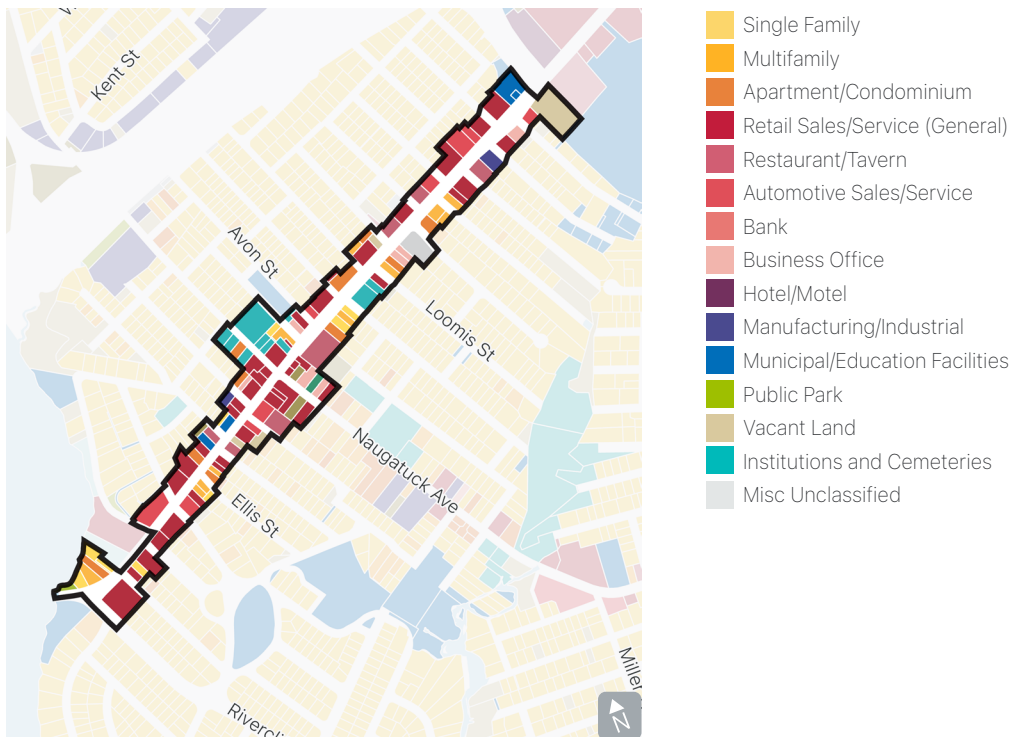 Kent St
Avon St
Loomis St
Naugatuck Ave
Ellis St
Miller
Rivercl
N
Single Family
Multifamily
Apartment/Condominium
Retail Sales/Service (General)
Restaurant/Tavern
Automotive Sales/Service
Bank
Business Office
Hotel/Motel
Manufacturing/Industrial
Municipal/Education Facilities
Public Park
Vacant Land
Institutions and Cemeteries
Misc Unclassified